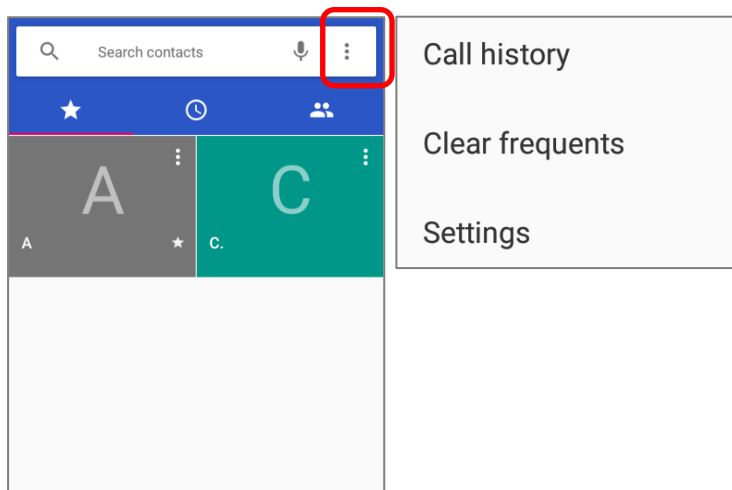 Search contacts
A
C
A
C.
Call history
Clear frequents
Settings